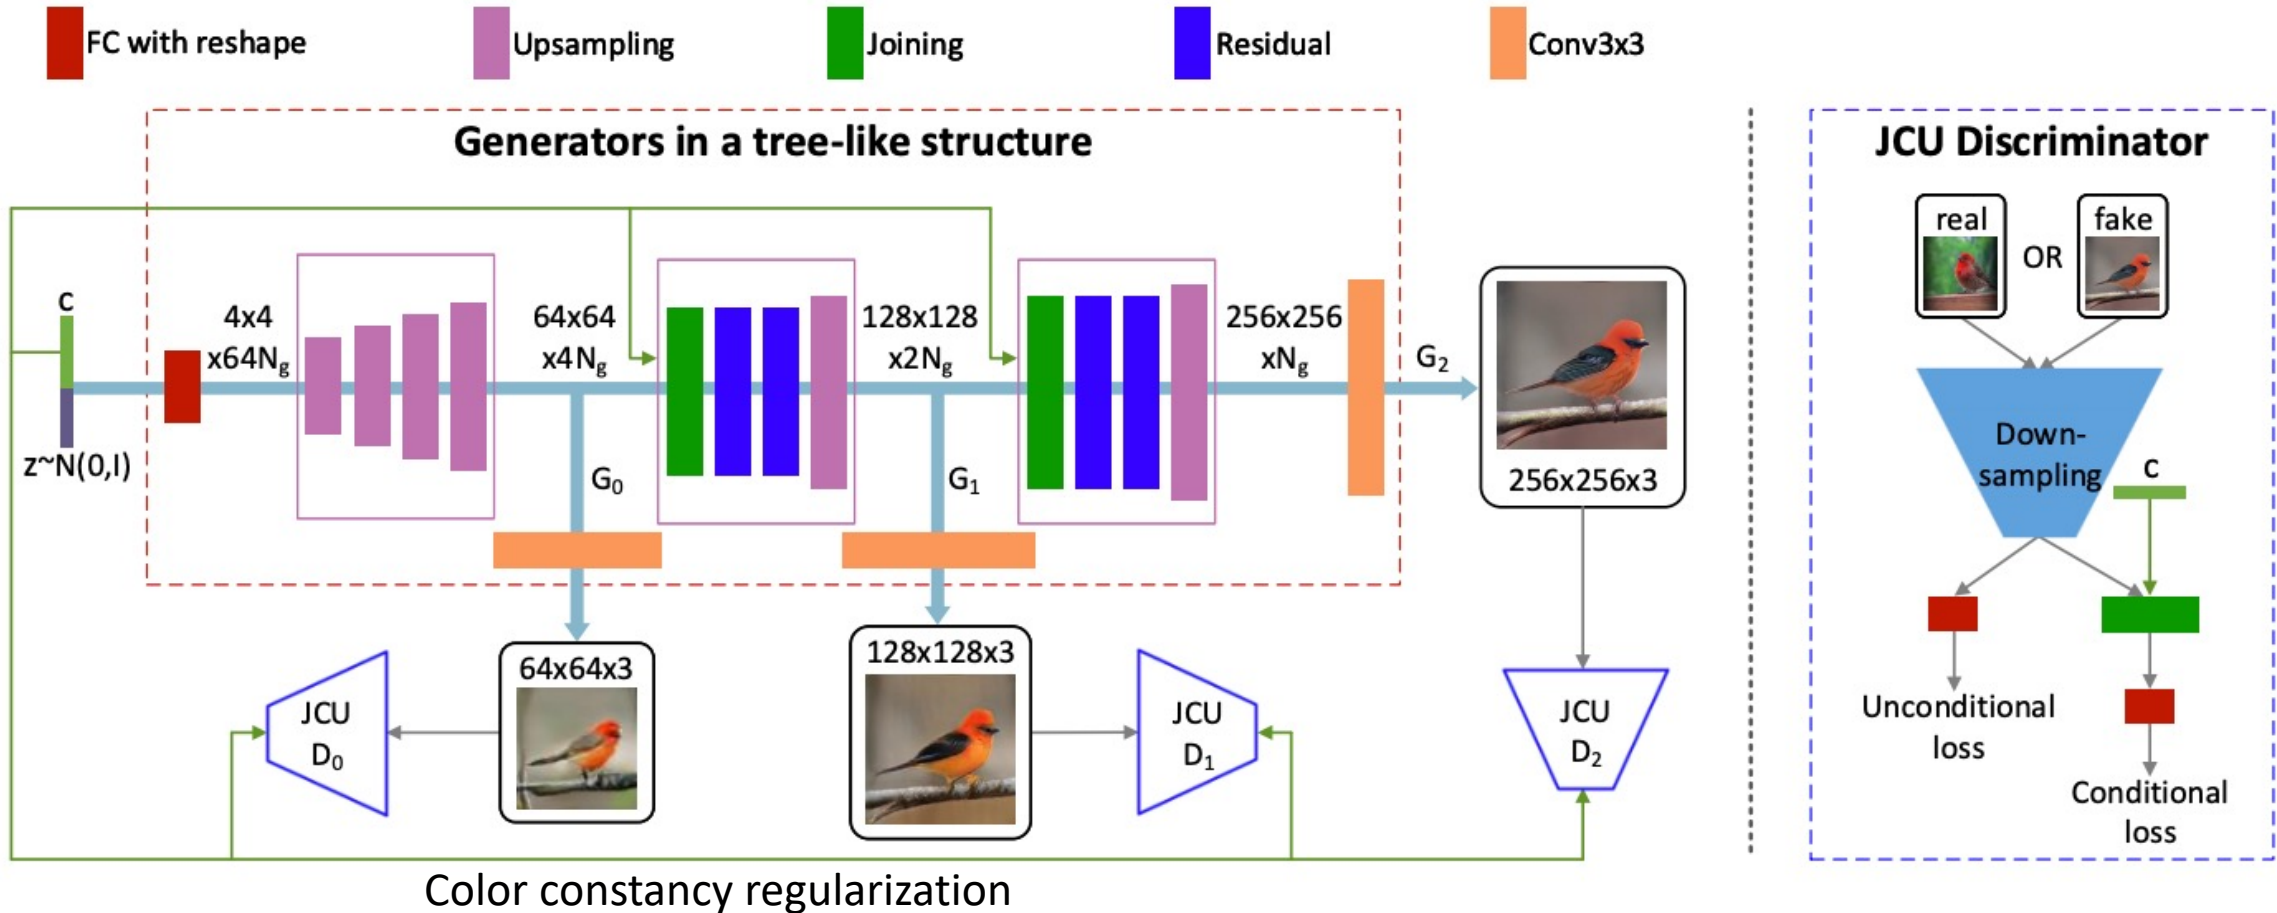 FC with reshape
Upsampling
Joining
Residual
Conv3x3
Generators in a tree-like structure
c
z~N(0,I)
4x4
x64Ng
64x64
x4Ng
128x128
x2Ng
256x256
xNg
G2
G0
G1
256x256x3
64x64x3
128x128x3
JCU
D0
JCU
D1
JCU
D2
Color constancy regularization
JCU Discriminator
real
OR
fake
Down-
sampling
c
Unconditional
loss
Conditional
loss